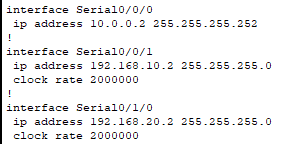 interface Serial0/0/0
 ip address 10.0.0.2 255.255.255.252
!
interface Serial0/0/1
 ip address 192.168.10.2 255.255.255.0
 clock rate 2000000
!
interface Serial0/1/0
 ip address 192.168.20.2 255.255.255.0
 clock rate 2000000